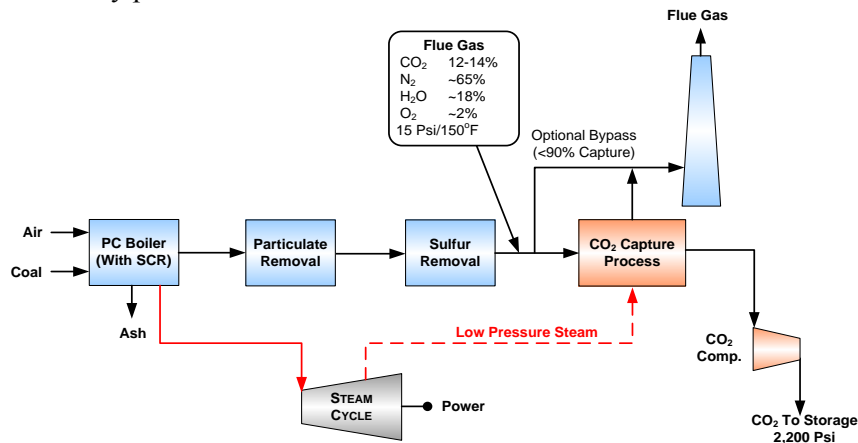 Flue Gas
CO₂ 12-14%
N₂ ~65%
H₂O ~18%
O₂ ~2%
15 Psi/150°F
Flue Gas
Optional Bypass
(<90% Capture)
Air
Coal
PC Boiler
(With SCR)
Particulate
Removal
Sulfur
Removal
CO₂ Capture
Process
Ash
Low Pressure Steam
CO₂
Comp.
STEAM
CYCLE
Power
CO₂ To Storage
2,200 Psi